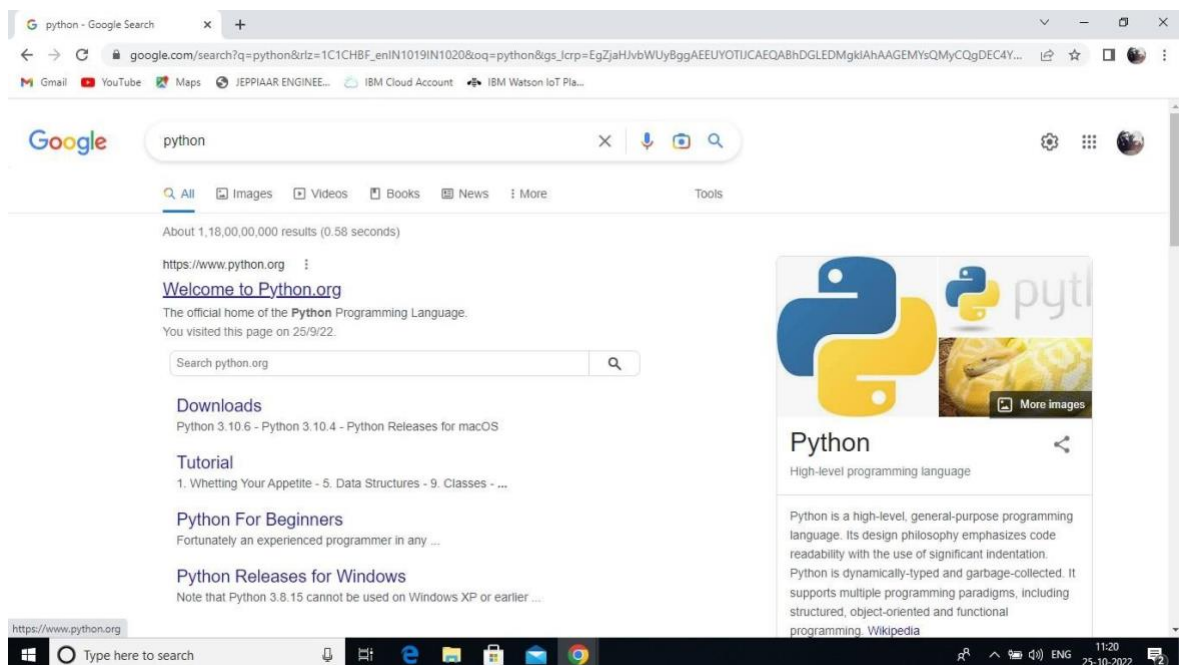 python - Google Search
google.com/search?q=python&rlz=1C1CHBF_enIN1019IN1020&oq=python&gs_lcrp=EgZjaHJvbWUyBggAEEUYOTIJCAEQABhDGLEDMgkIAhAAGEMYsQMyCQgDEC4Y...
Gmail YouTube Maps JEPPIAAR ENGINEE... IBM Cloud Account IBM Watson IoT Pla...
Google
python
All Images Videos Books News More Tools
About 1,18,00,00,000 results (0.58 seconds)
https://www.python.org
Welcome to Python.org
The official home of the Python Programming Language.
You visited this page on 25/9/22.
Search python.org
Downloads
Python 3.10.6 - Python 3.10.4 - Python Releases for macOS
Tutorial
1. Whetting Your Appetite - 5. Data Structures - 9. Classes - ...
Python For Beginners
Fortunately an experienced programmer in any ...
Python Releases for Windows
Note that Python 3.8.15 cannot be used on Windows XP or earlier ...
pyt
More images
Python
High-level programming language
Python is a high-level, general-purpose programming
language. Its design philosophy emphasizes code
readability with the use of significant indentation.
Python is dynamically-typed and garbage-collected. It
supports multiple programming paradigms, including
structured, object-oriented and functional
programming. Wikipedia
https://www.python.org
Type here to search
ENG
11:20
25-10-2022
2